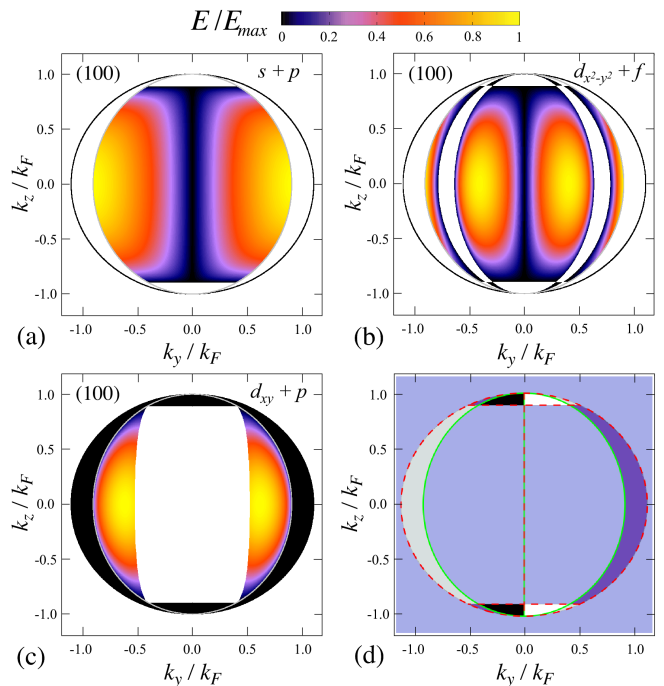 E / E_max
0 0.2 0.4 0.6 0.8 1
(100) s + p
1.0
0.5
0.0
-0.5
-1.0
k_z / k_F
-1.0 -0.5 0.0 0.5 1.0
k_y / k_F
(a)
(100) d_{x²-y²} + f
1.0
0.5
0.0
-0.5
-1.0
k_z / k_F
-1.0 -0.5 0.0 0.5 1.0
k_y / k_F
(b)
(100) d_{xy} + p
1.0
0.5
0.0
-0.5
-1.0
k_z / k_F
-1.0 -0.5 0.0 0.5 1.0
k_y / k_F
(c)
1.0
0.5
0.0
-0.5
-1.0
k_z / k_F
-1.0 -0.5 0.0 0.5 1.0
k_y / k_F
(d)